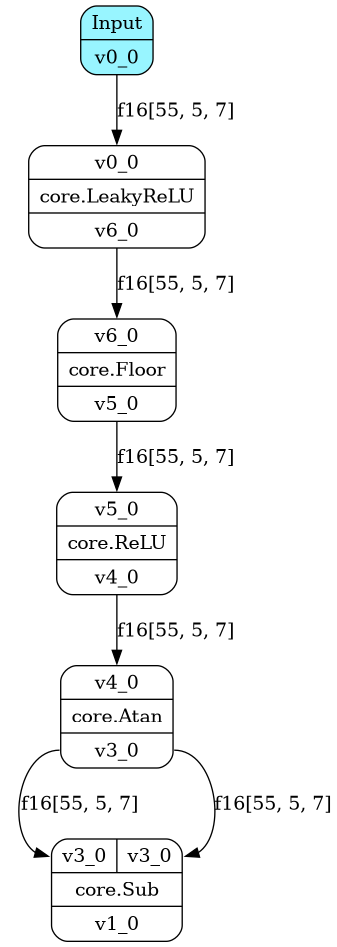 Input
v0_0
f16[55, 5, 7]
v0_0
core.LeakyReLU
v6_0
f16[55, 5, 7]
v6_0
core.Floor
v5_0
f16[55, 5, 7]
v5_0
core.ReLU
v4_0
f16[55, 5, 7]
v4_0
core.Atan
v3_0
f16[55, 5, 7] f16[55, 5, 7]
v3_0 v3_0
core.Sub
v1_0